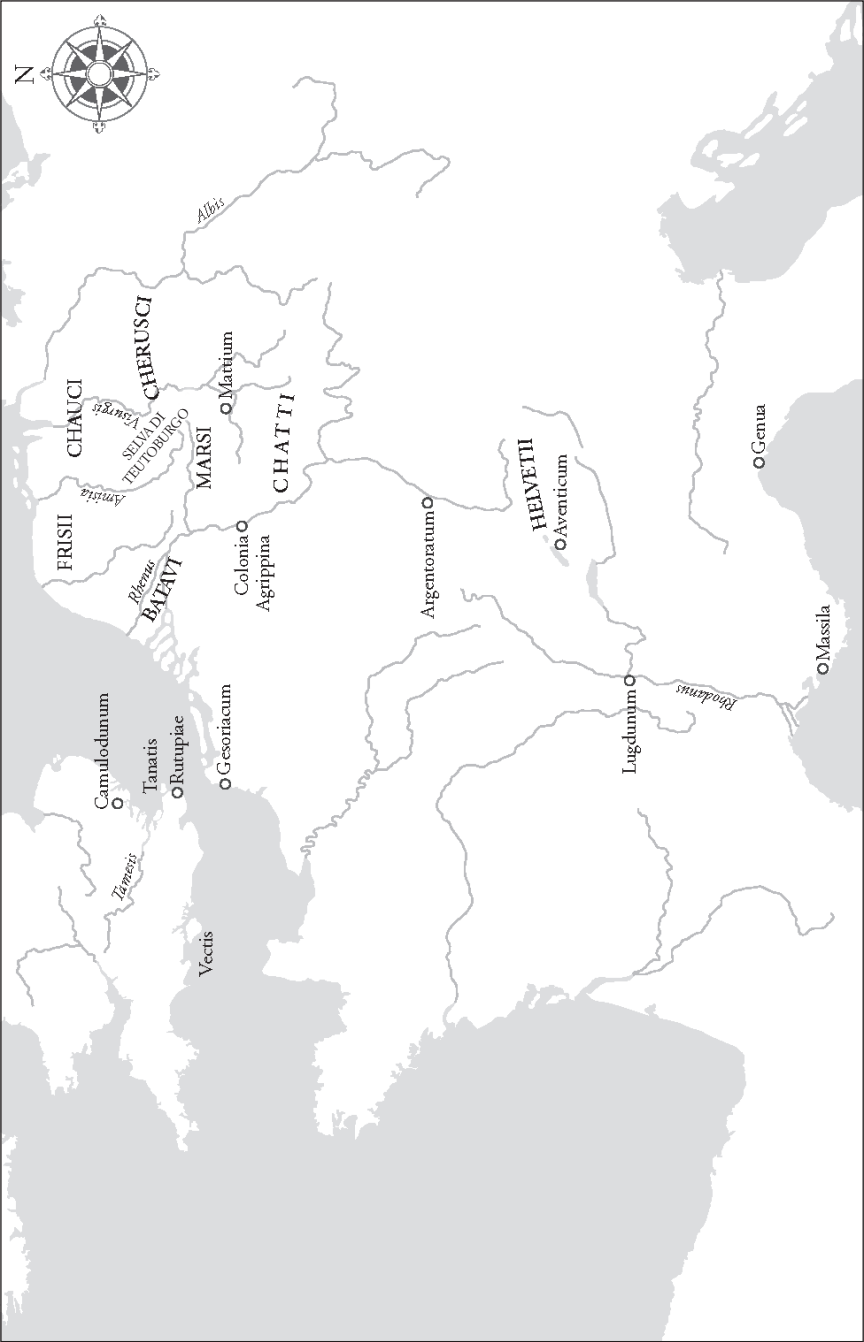 N
Albis
CHAUCI
Visurgis
CHERUSCI
SELVA DI
TEUTOBURGO
Mattium
MARSI
CHATTI
Amisia
FRISII
Rhenus
BATAVI
Colonia
Agrippina
Argentoratum
HELVETII
Aventicum
Genua
Massila
Rhodanus
Lugdunum
Camulodunum
Tanatis
Rutupiae
Gesoriacum
Tamesis
Vectis